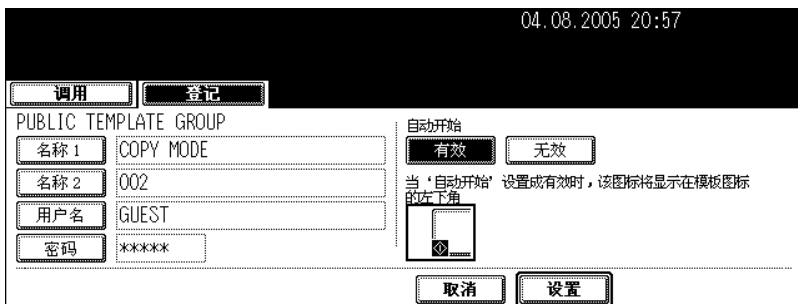 04.08.2005 20:57
调用
登记
PUBLIC TEMPLATE GROUP
名称 1
COPY MODE
名称 2
002
用户名
GUEST
密码
*****
自动开始
有效
无效
当‘自动开始’设置成有效时，该图标将显示在模板图标
的左下角
取消
设置